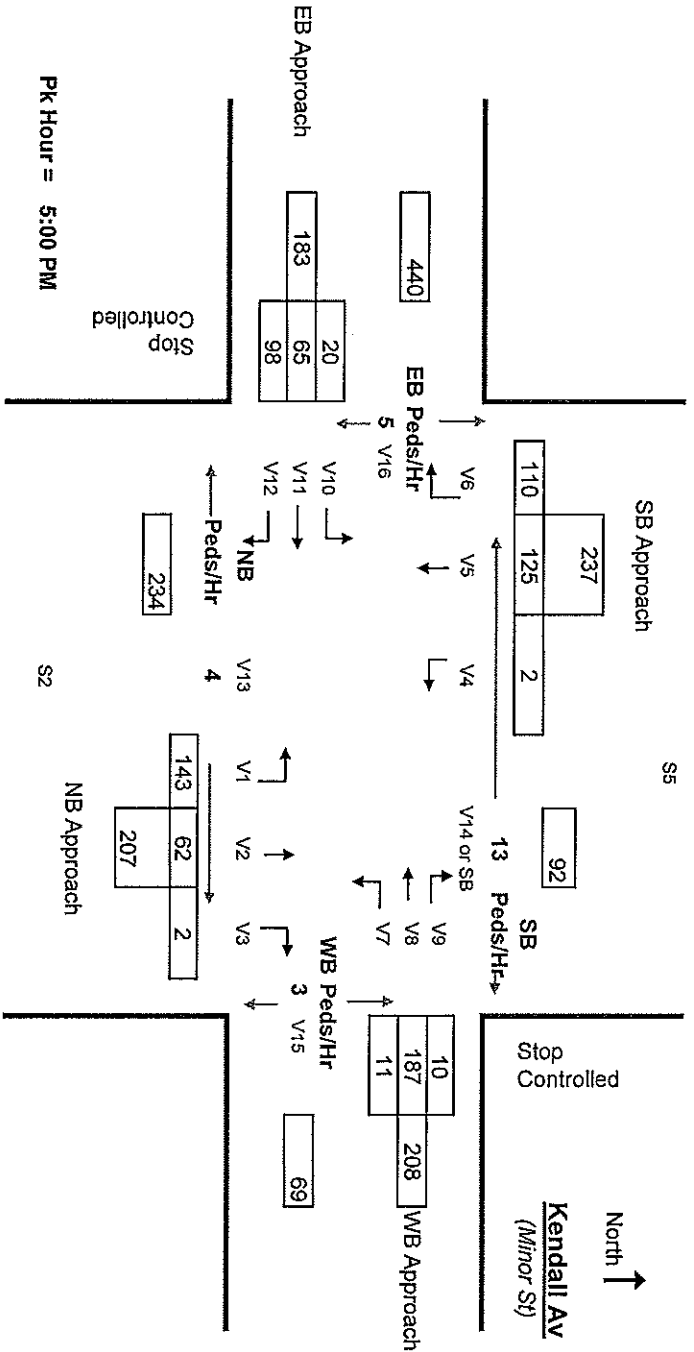 SB Approach
237
110 125 2
S5
92
North
Kendall Av
(Minor St)
Stop
Controlled
SB
13 Peds/Hr
V14 or SB
V6 V5 V4
V9
V8
V7
EB Approach
440
183
20
65
98
Stop
Controlled
EB Peds/Hr
5 V16
V10
V11
V12
10
187 208
11
WB Approach
WB Peds/Hr
3 V15
69
NB
Peds/Hr
4 V13
V1 V2 V3
234
143 62 2
207
NB Approach
S2
Pk Hour = 5:00 PM